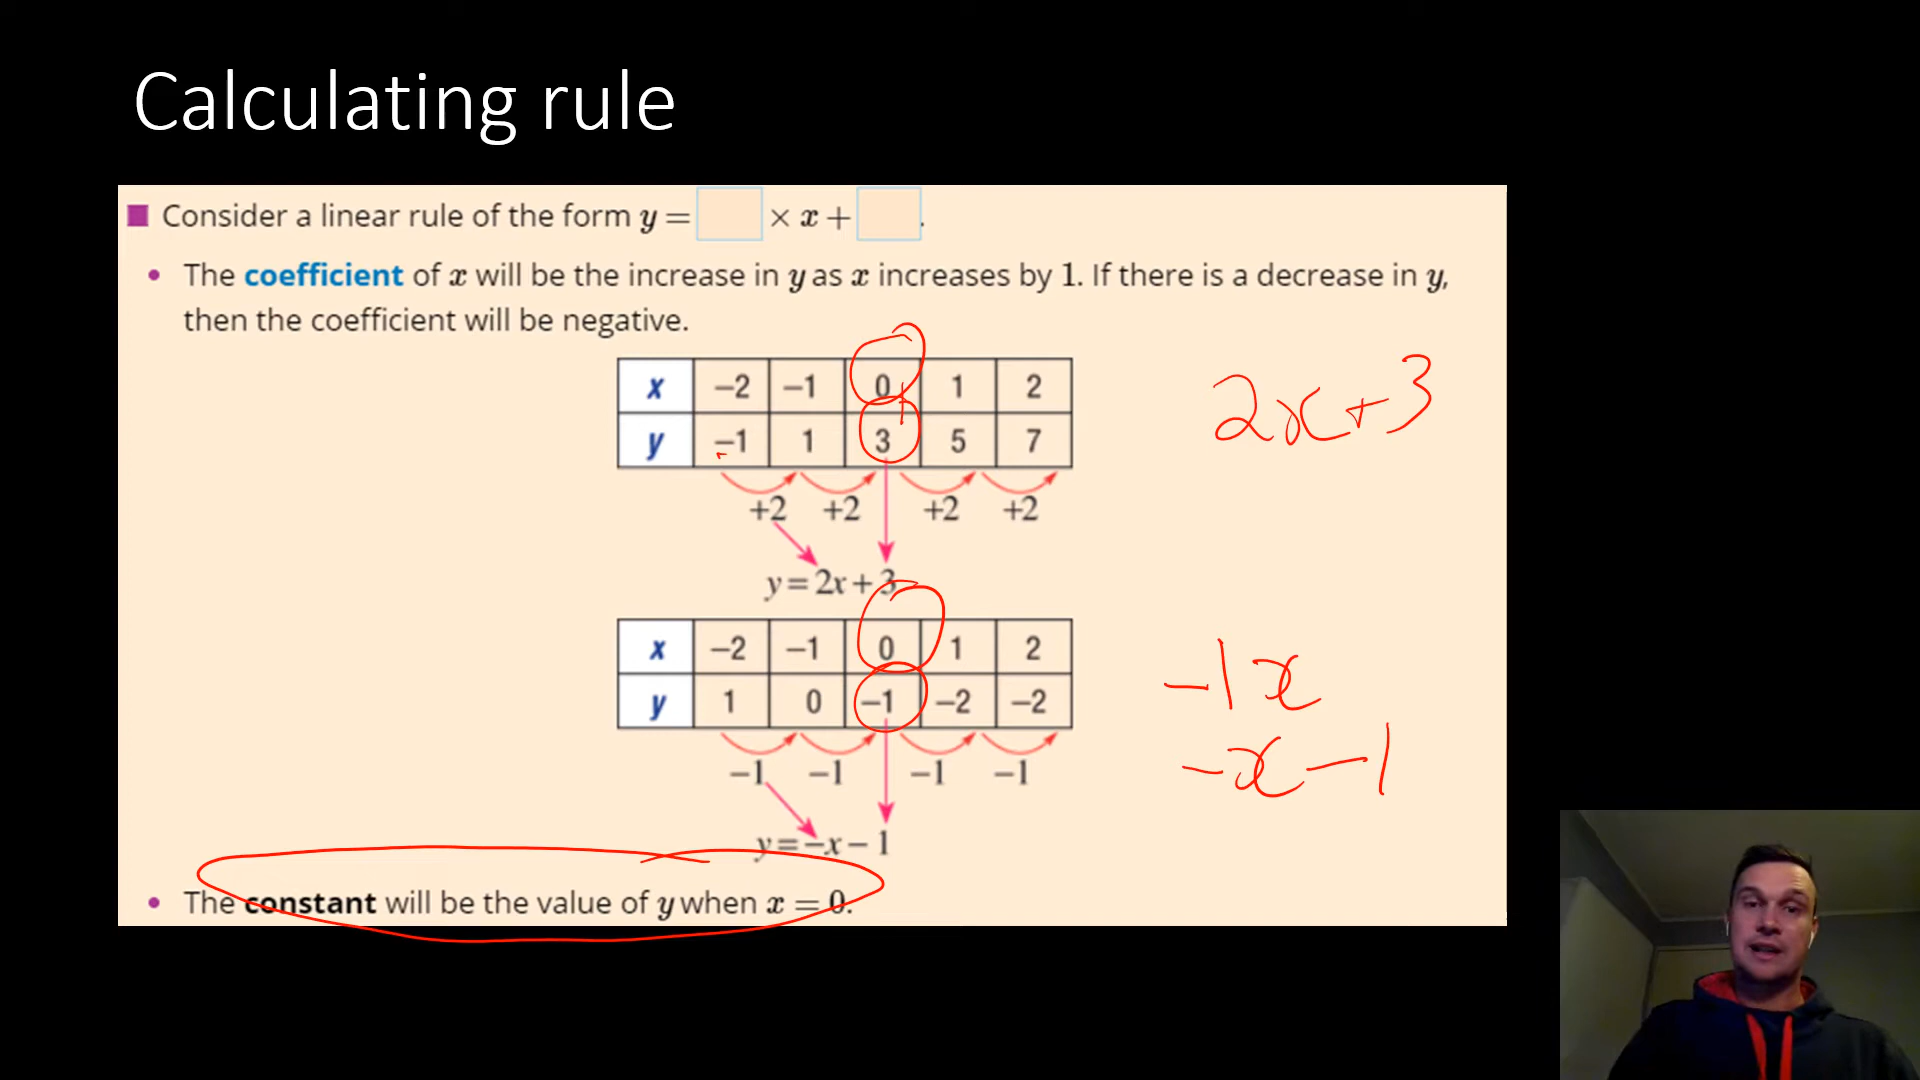 Calculating rule
Consider a linear rule of the form y = × x + .
The coefficient of x will be the increase in y as x increases by 1. If there is a decrease in y,
then the coefficient will be negative.
x −2 −1 0 1 2
y −1 1 3 5 7
2x+3
+2 +2 +2 +2
y=2x+3
x −2 −1 0 1 2
y 1 0 −1 −2 −2
−1x
−1 −1 −1 −1
−x−1
y=−x−1
The constant will be the value of y when x = 0.